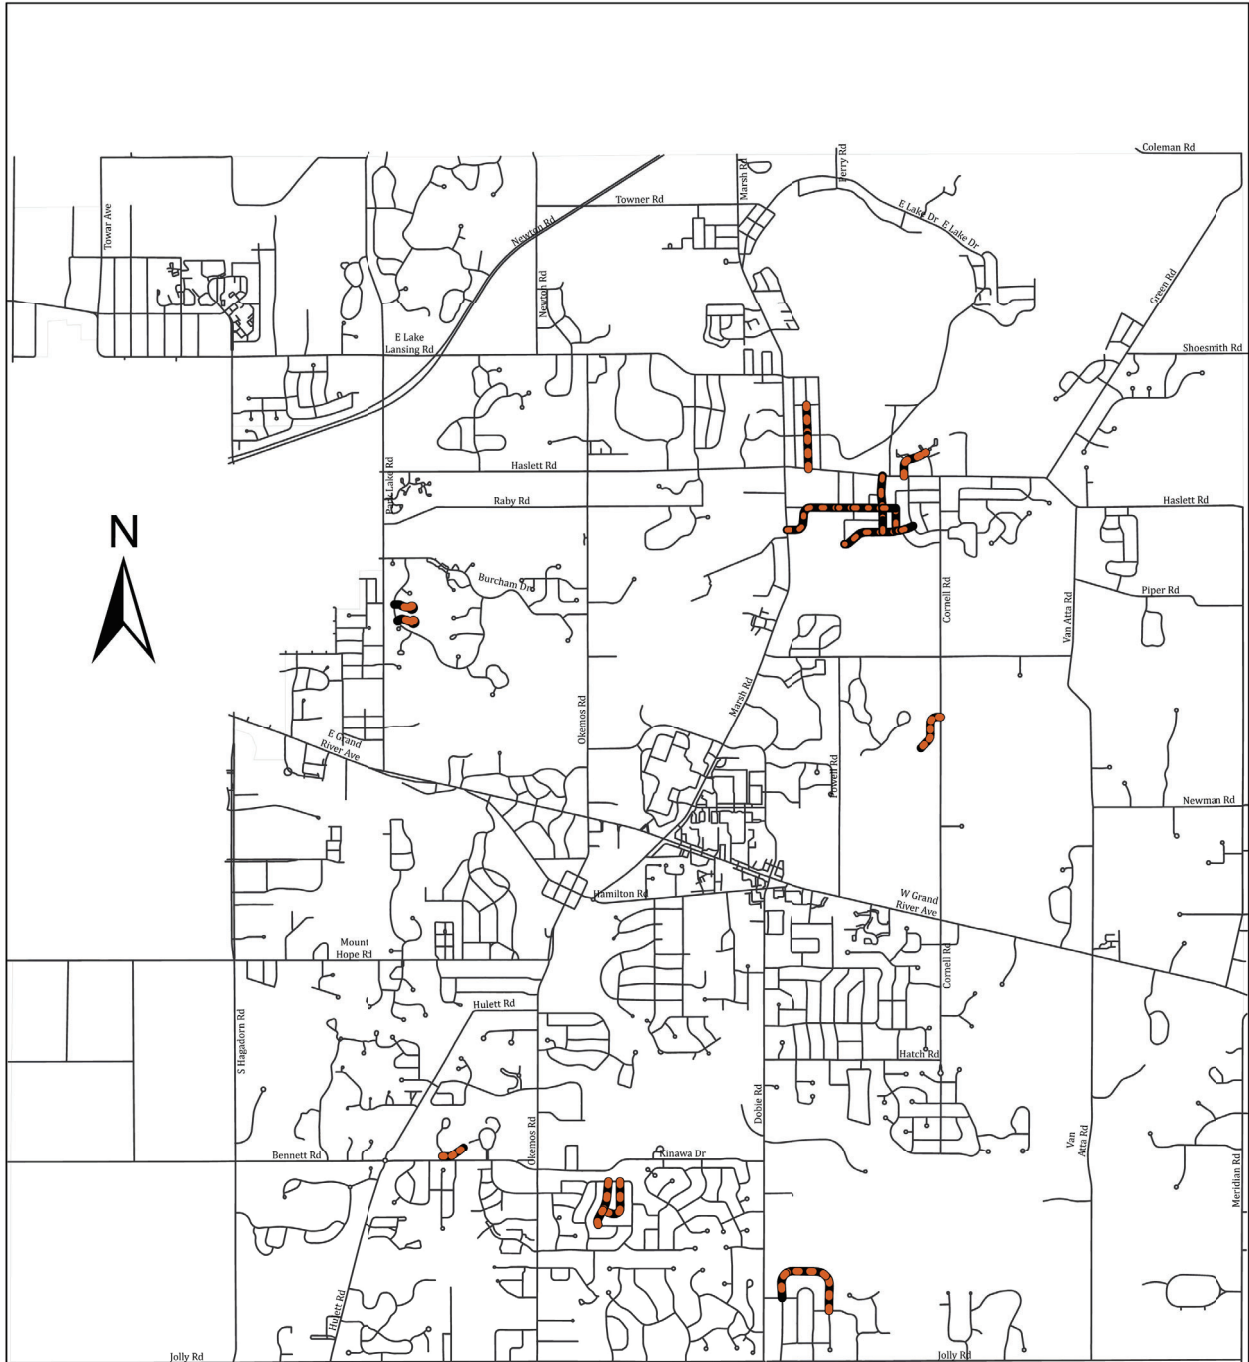 Coleman Rd
Perry Rd
Marsh Rd
Towner Rd
Towar Ave
E Lake Dr
E Lake Dr
Newton Rd
Newton Rd
Green Rd
E Lake
Lansing Rd
Shoesmith Rd
Haslett Rd
Park Lake Rd
Raby Rd
Haslett Rd
N
Burcham Dr
Cornell Rd
Van Atta Rd
Piper Rd
Marsh Rd
Okemos Rd
E Grand
River Ave
Powell Rd
Newman Rd
Hamilton Rd
W Grand
River Ave
Mount
Hope Rd
Cornell Rd
Hulett Rd
S Hagadorn Rd
Hatch Rd
Dobie Rd
Okemos Rd
Van
Atta Rd
Bennett Rd
Kinawa Dr
Meridian Rd
Hulett Rd
Jolly Rd
Jolly Rd